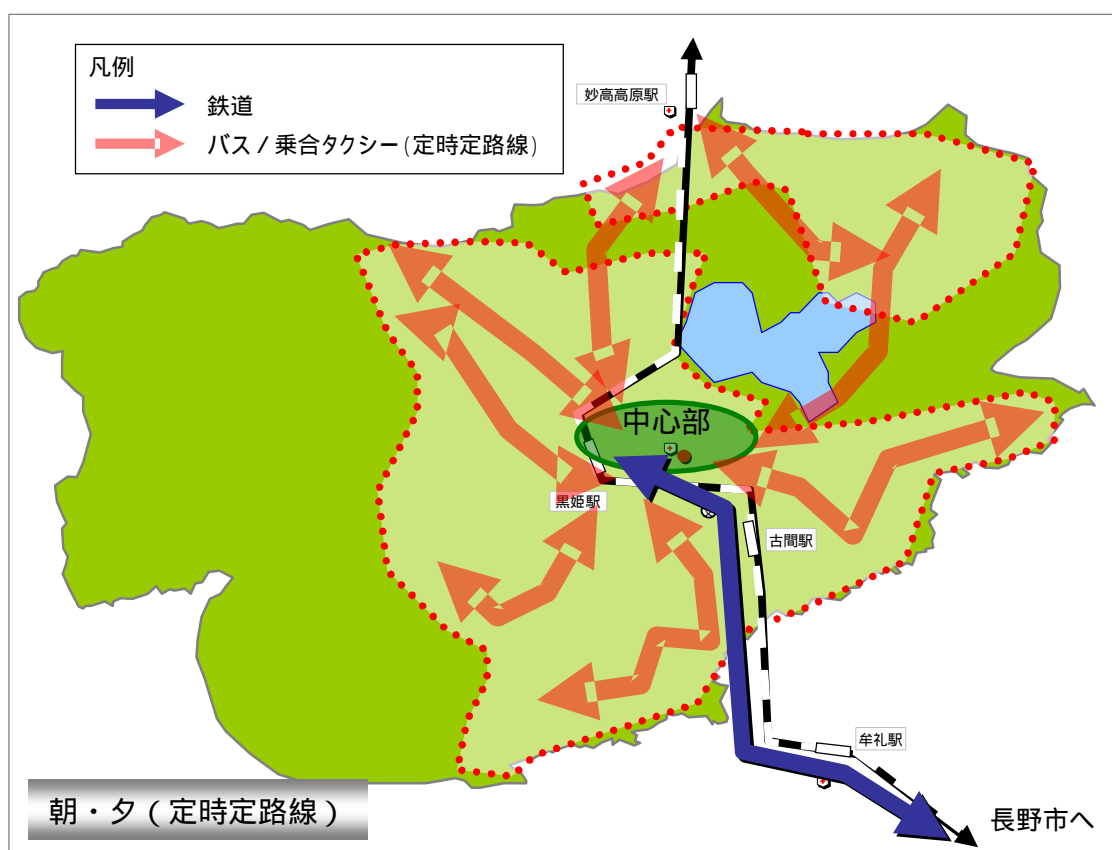 凡例
鉄道
バス / 乗合タクシー(定時定路線)
妙高高原駅
中心部
黒姫駅
古間駅
牟礼駅
長野市へ
朝・夕(定時定路線)